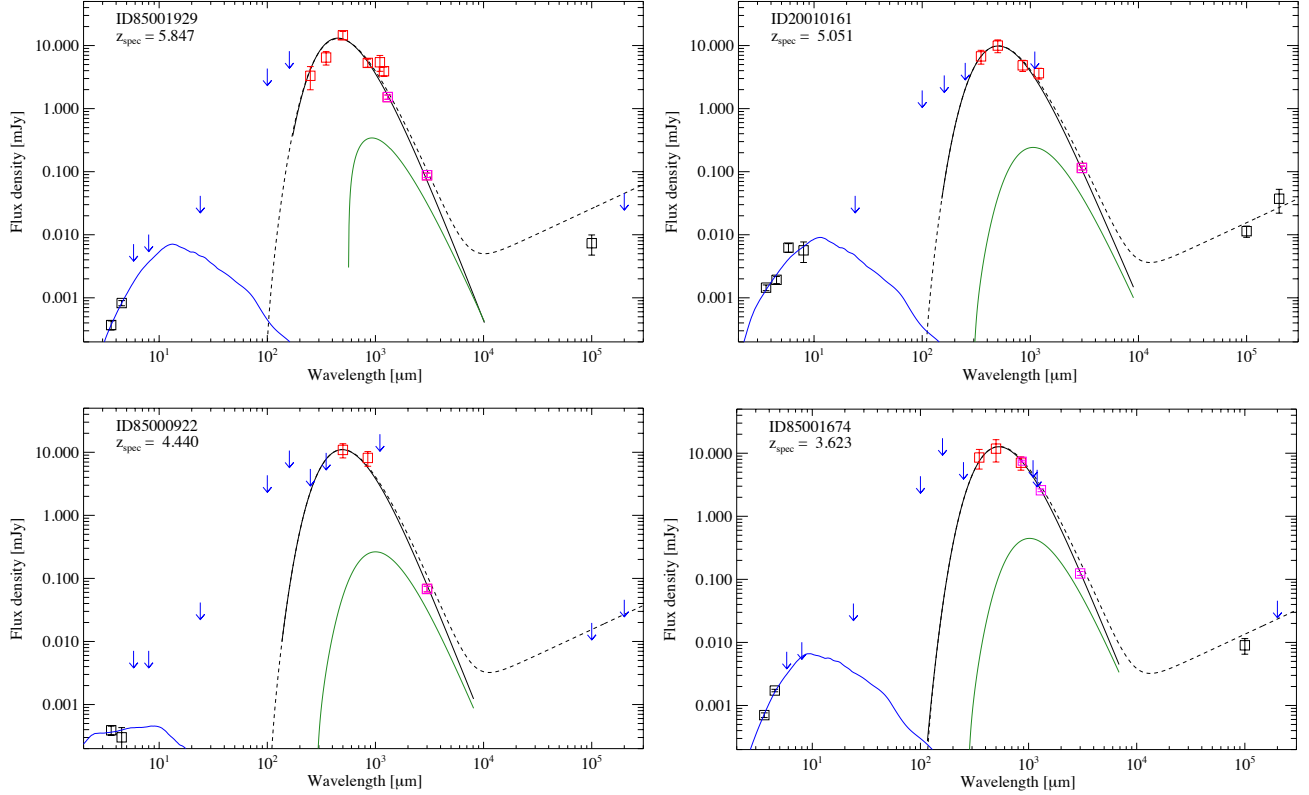 ID85001929
z_spec = 5.847
10.000
1.000
0.100
0.010
0.001
Flux density [mJy]
10^1
10^2
10^3
10^4
10^5
Wavelength [μm]
ID20010161
z_spec = 5.051
10.000
1.000
0.100
0.010
0.001
Flux density [mJy]
10^1
10^2
10^3
10^4
10^5
Wavelength [μm]
ID85000922
z_spec = 4.440
10.000
1.000
0.100
0.010
0.001
Flux density [mJy]
10^1
10^2
10^3
10^4
10^5
Wavelength [μm]
ID85001674
z_spec = 3.623
10.000
1.000
0.100
0.010
0.001
Flux density [mJy]
10^1
10^2
10^3
10^4
10^5
Wavelength [μm]